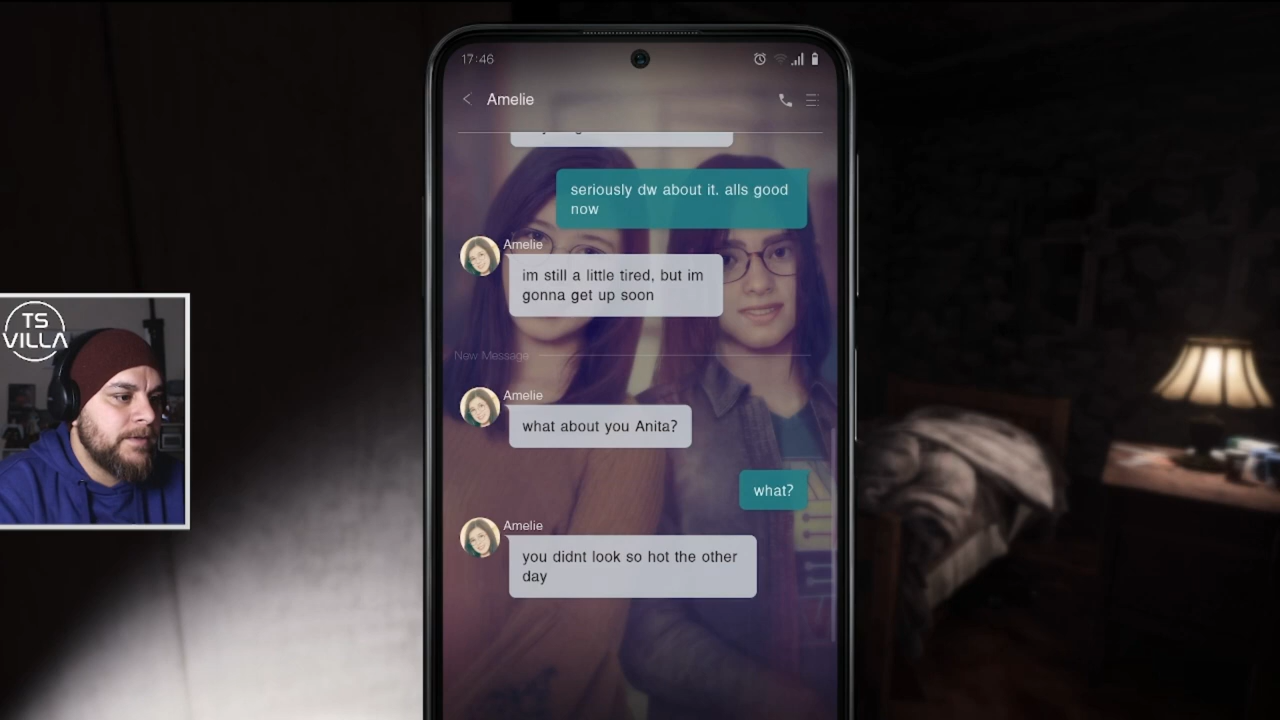 17:46
Amelie
seriously dw about it. alls good
now
Amelie
im still a little tired, but im
gonna get up soon
New Message
Amelie
what about you Anita?
what?
Amelie
you didnt look so hot the other
day
TS
VILLA